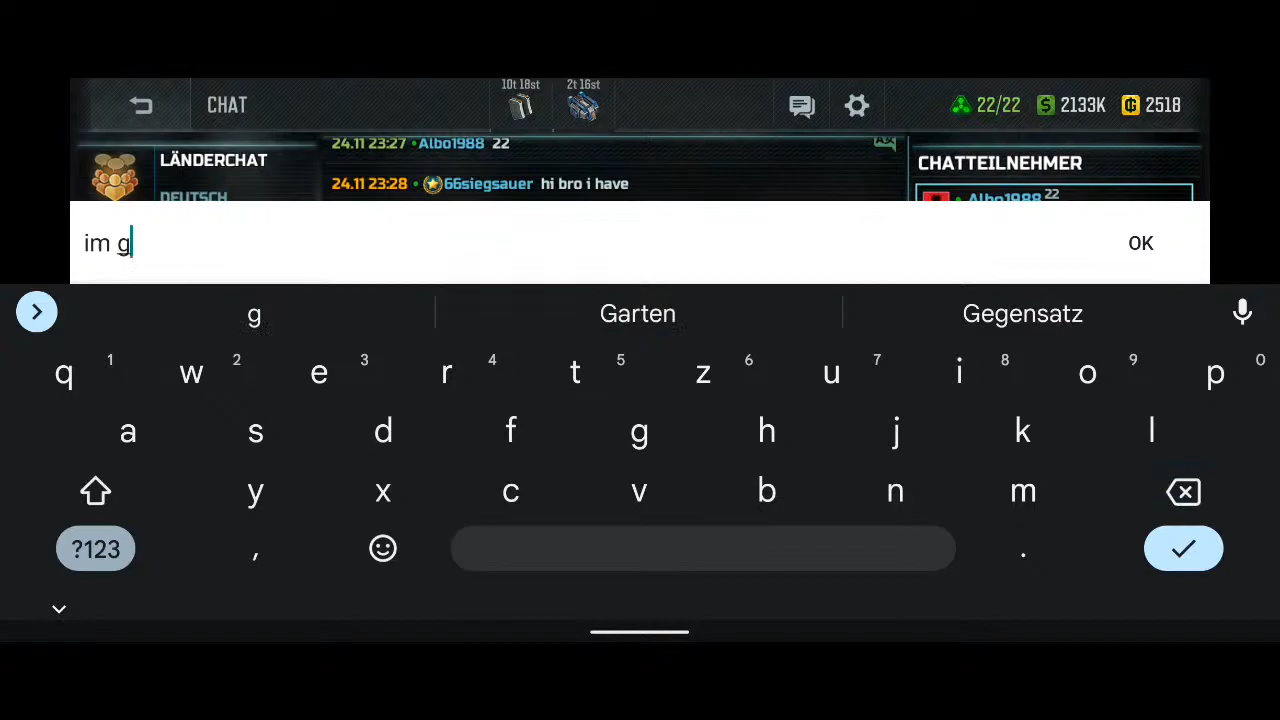 10t 18st 2t 16st
CHAT 22/22 2133K 2518
24.11 23:27 • Albo1988 22
LÄNDERCHAT
DEUTSCH
24.11 23:28 • 66siegsauer hi bro i have
CHATTEILNEHMER
• Albo1988 22
im g
OK
g Garten Gegensatz
q 1 w 2 e 3 r 4 t 5 z 6 u 7 i 8 o 9 p 0
a s d f g h j k l
y x c v b n m
?123 , .